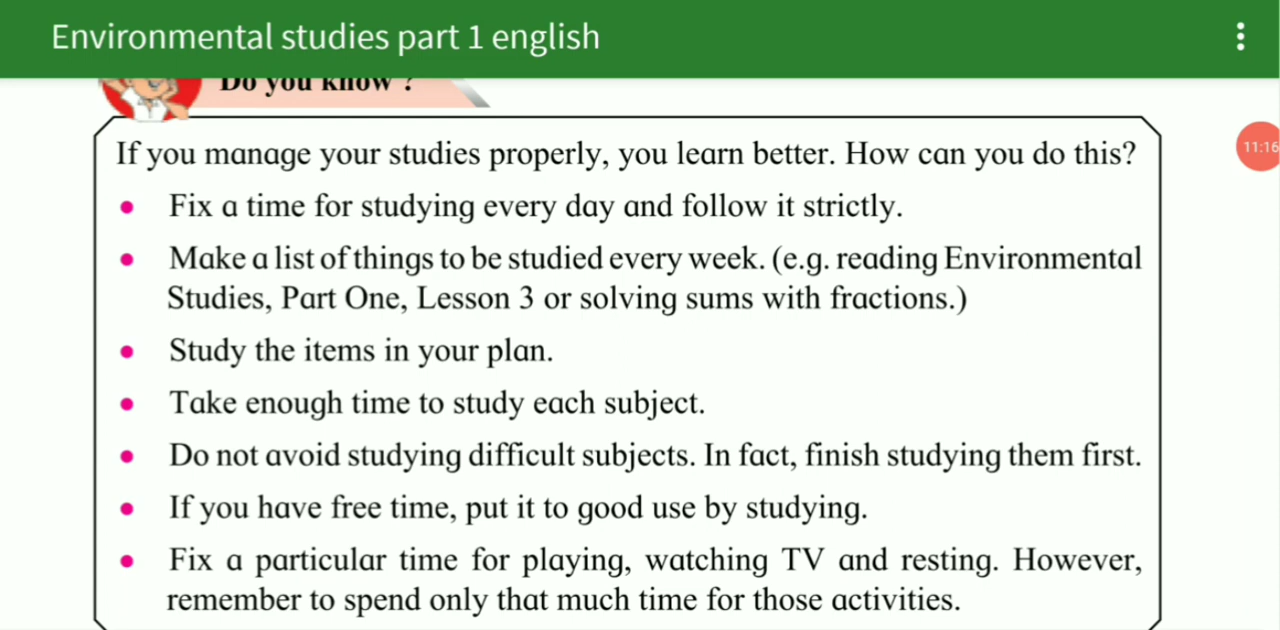 Environmental studies part 1 english
Do you know ?
11:16
If you manage your studies properly, you learn better. How can you do this?
• Fix a time for studying every day and follow it strictly.
• Make a list of things to be studied every week. (e.g. reading Environmental
Studies, Part One, Lesson 3 or solving sums with fractions.)
• Study the items in your plan.
• Take enough time to study each subject.
• Do not avoid studying difficult subjects. In fact, finish studying them first.
• If you have free time, put it to good use by studying.
• Fix a particular time for playing, watching TV and resting. However,
remember to spend only that much time for those activities.